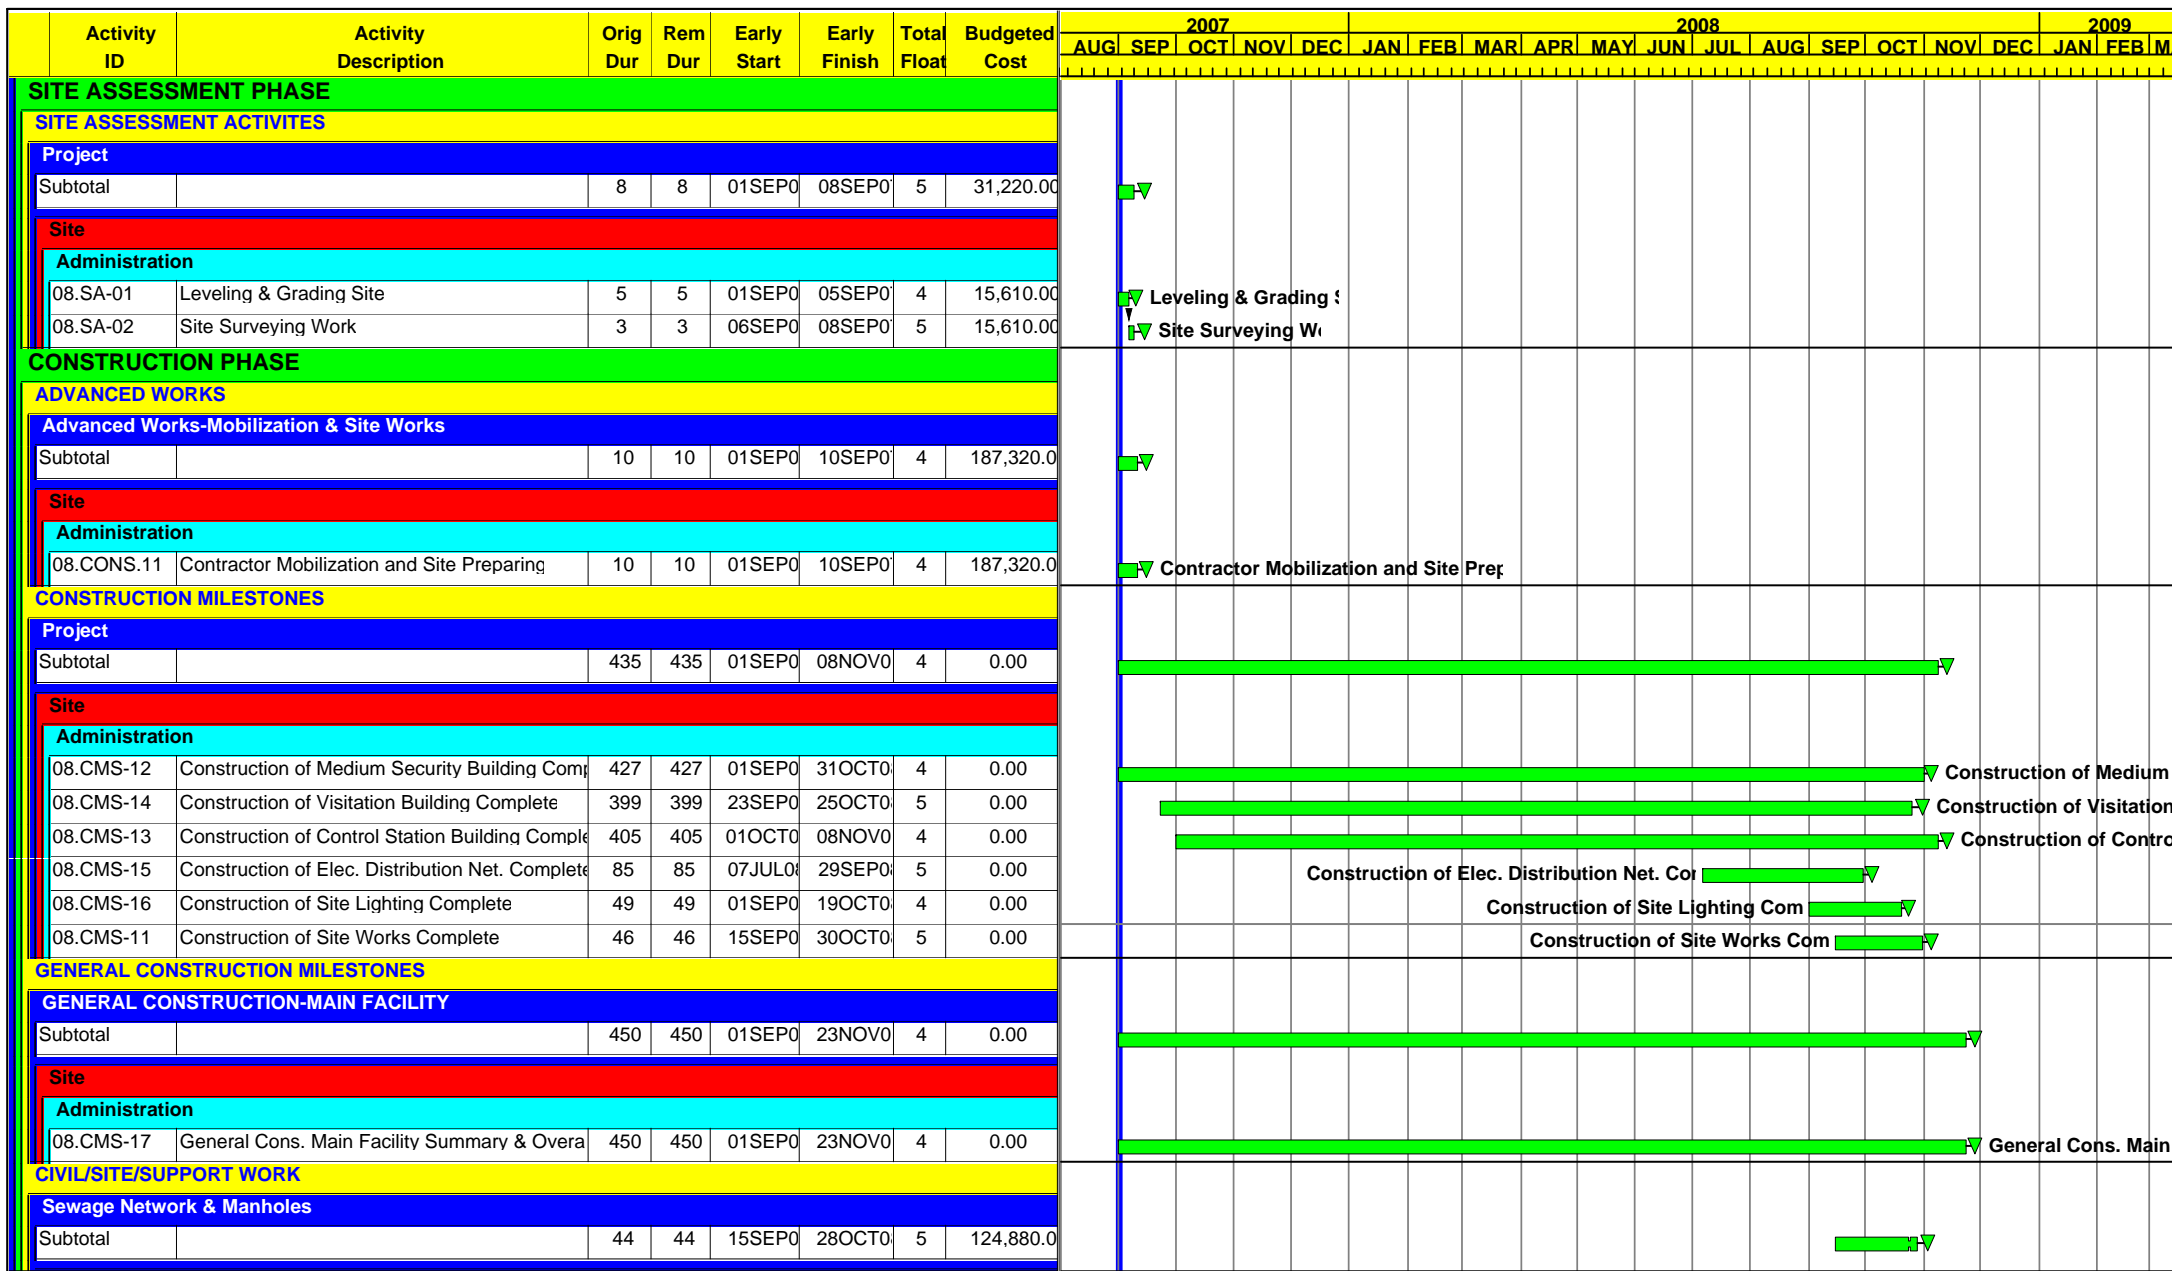 2007 2008 2009
Activity Activity Orig Rem Early Early Total Budgeted
AUG SEP OCT NOV DEC JAN FEB MAR APR MAY JUN JUL AUG SEP OCT NOV DEC JAN FEB M
ID Description Dur Dur Start Finish Float Cost
SITE ASSESSMENT PHASE
SITE ASSESSMENT ACTIVITES
Project
Subtotal 8 8 01SEP0 08SEP0 5 31,220.00
Site
Administration
08.SA-01 Leveling & Grading Site 5 5 01SEP0 05SEP0 4 15,610.00 Leveling & Grading
08.SA-02 Site Surveying Work 3 3 06SEP0 08SEP0 5 15,610.00 Site Surveying W
CONSTRUCTION PHASE
ADVANCED WORKS
Advanced Works-Mobilization & Site Works
Subtotal 10 10 01SEP0 10SEP0 4 187,320.0
Site
Administration
08.CONS.11 Contractor Mobilization and Site Preparing 10 10 01SEP0 10SEP0 4 187,320.0 Contractor Mobilization and Site Prep
CONSTRUCTION MILESTONES
Project
Subtotal 435 435 01SEP0 08NOV0 4 0.00
Site
Administration
08.CMS-12 Construction of Medium Security Building Comp 427 427 01SEP0 31OCT0 4 0.00 Construction of Medium
08.CMS-14 Construction of Visitation Building Complete 399 399 23SEP0 25OCT0 5 0.00 Construction of Visitation
08.CMS-13 Construction of Control Station Building Comple 405 405 01OCT0 08NOV0 4 0.00 Construction of Contro
08.CMS-15 Construction of Elec. Distribution Net. Complete 85 85 07JUL0 29SEP0 5 0.00 Construction of Elec. Distribution Net. Co
08.CMS-16 Construction of Site Lighting Complete 49 49 01SEP0 19OCT0 4 0.00 Construction of Site Lighting Com
08.CMS-11 Construction of Site Works Complete 46 46 15SEP0 30OCT0 5 0.00 Construction of Site Works Com
GENERAL CONSTRUCTION MILESTONES
GENERAL CONSTRUCTION-MAIN FACILITY
Subtotal 450 450 01SEP0 23NOV0 4 0.00
Site
Administration
08.CMS-17 General Cons. Main Facility Summary & Overa 450 450 01SEP0 23NOV0 4 0.00 General Cons. Main
CIVIL/SITE/SUPPORT WORK
Sewage Network & Manholes
Subtotal 44 44 15SEP0 28OCT0 5 124,880.0